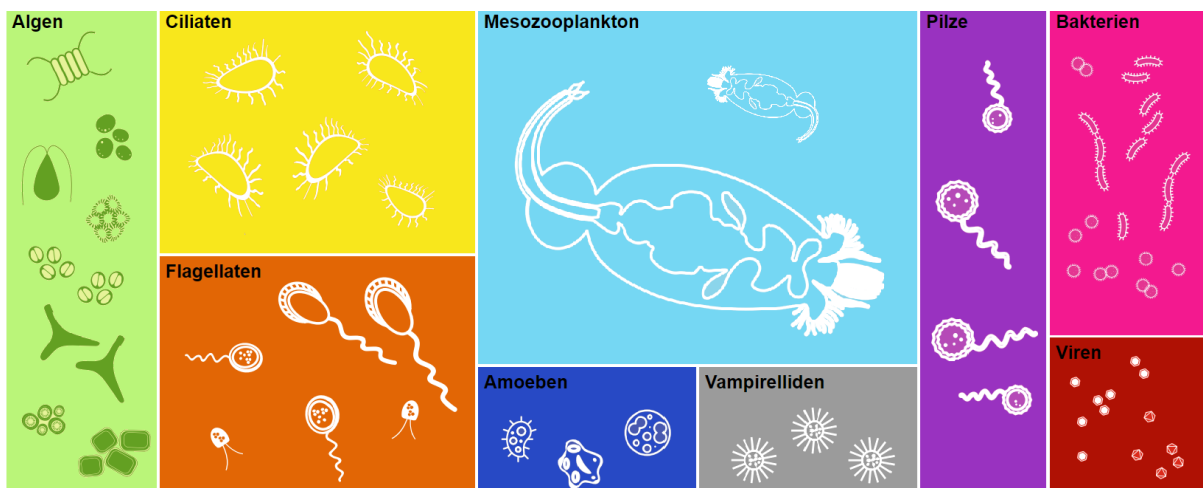 Algen
Ciliaten
Mesozooplankton
Pilze
Bakterien
Flagellaten
Viren
Amoeben
Vampirelliden